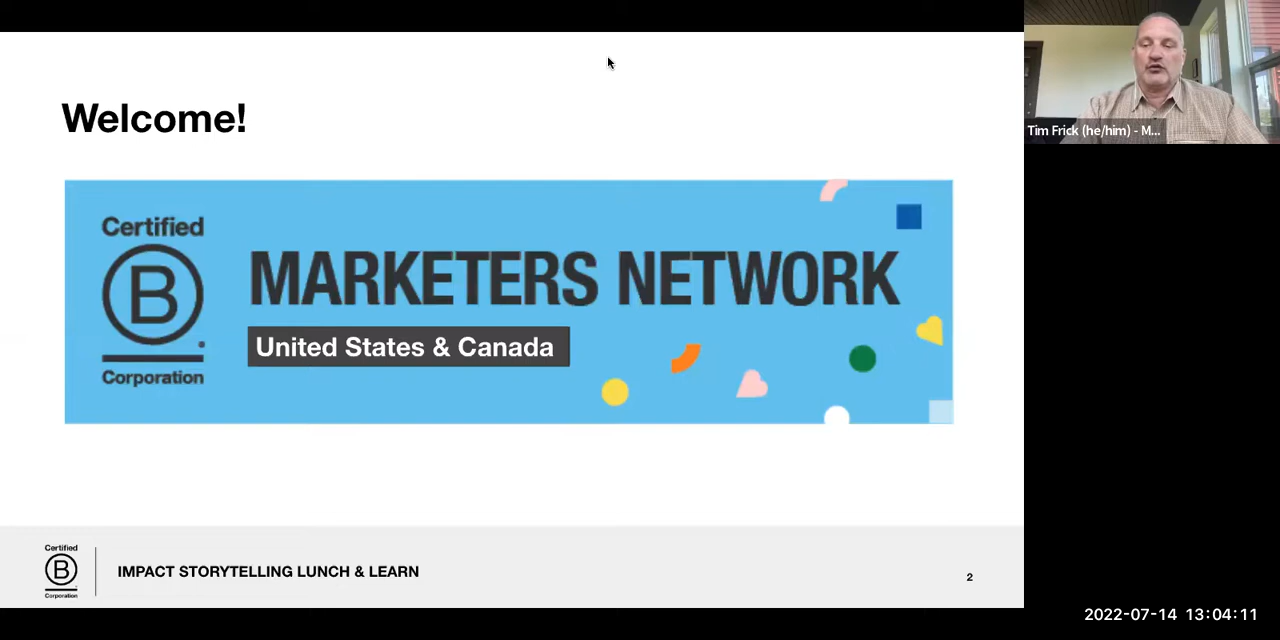 Welcome!
Certified
B
Corporation
MARKETERS NETWORK
United States & Canada
Tim Frick (he/him) - M...
Certified
B
Corporation
IMPACT STORYTELLING LUNCH & LEARN
2
2022-07-14 13:04:11